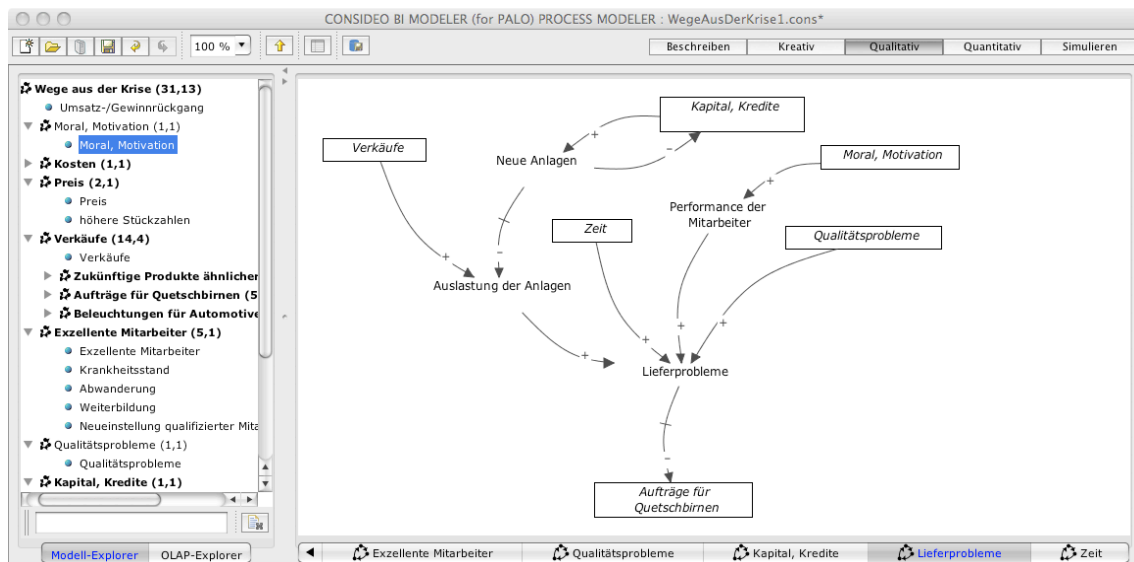 CONSIDEO BI MODELER (for PALO) PROCESS MODELER : WegeAusDerKrise1.cons*
100 %
Beschreiben Kreativ Qualitativ Quantitativ Simulieren
Wege aus der Krise (31,13)
Umsatz-/Gewinnrückgang
Moral, Motivation (1,1)
Moral, Motivation
Kosten (1,1)
Preis (2,1)
Preis
höhere Stückzahlen
Verkäufe (14,4)
Verkäufe
Zukünftige Produkte ähnlicher
Aufträge für Quetschbirnen (5
Beleuchtungen für Automotive
Exzellente Mitarbeiter (5,1)
Exzellente Mitarbeiter
Krankheitsstand
Abwanderung
Weiterbildung
Neueinstellung qualifizierter Mita
Qualitätsprobleme (1,1)
Qualitätsprobleme
Kapital, Kredite (1,1)
Modell-Explorer OLAP-Explorer
Kapital, Kredite
+
Verkäufe
Neue Anlagen
-
Moral, Motivation
+
Performance der
Mitarbeiter
Zeit
Qualitätsprobleme
+
-
Auslastung der Anlagen
+
+
+
+
Lieferprobleme
-
Aufträge für
Quetschbirnen
Exzellente Mitarbeiter Qualitätsprobleme Kapital, Kredite Lieferprobleme Zeit